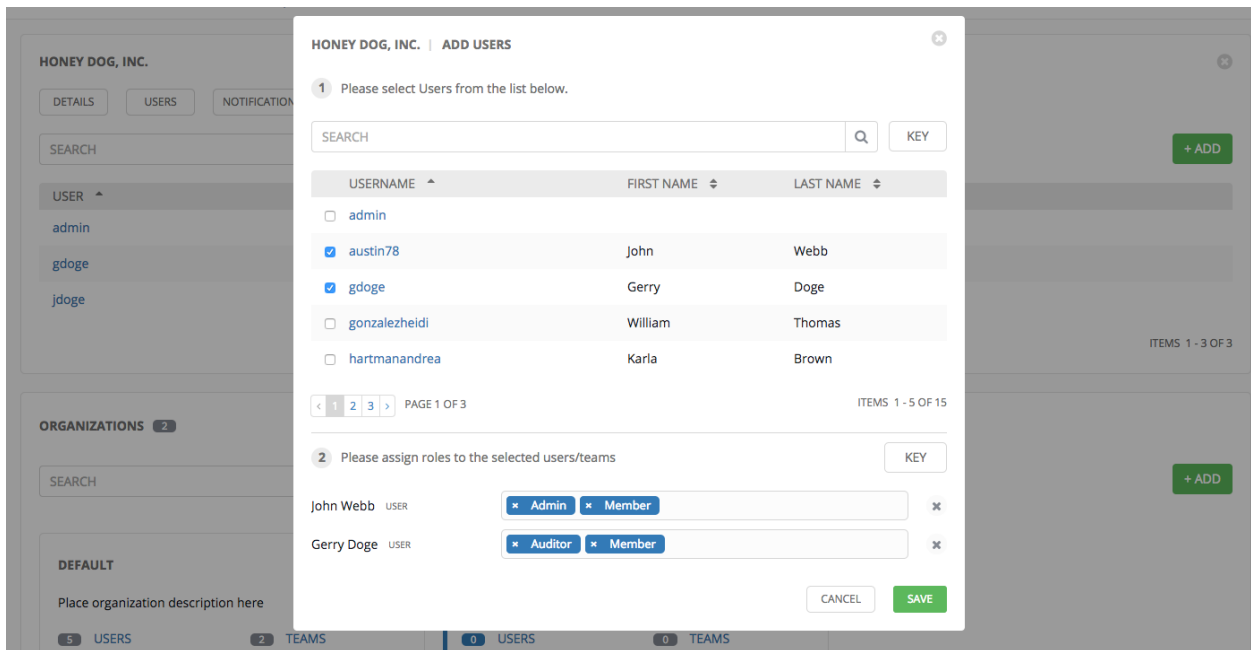 HONEY DOG, INC. | ADD USERS
1 Please select Users from the list below.
SEARCH KEY
USERNAME FIRST NAME LAST NAME
admin
austin78 John Webb
gdoge Gerry Doge
gonzalezheidi William Thomas
hartmanandrea Karla Brown
< 1 2 3 > PAGE 1 OF 3 ITEMS 1 - 5 OF 15
2 Please assign roles to the selected users/teams KEY
John Webb USER × Admin × Member ×
Gerry Doge USER × Auditor × Member ×
CANCEL SAVE
HONEY DOG, INC.
DETAILS USERS NOTIFICATION
SEARCH + ADD
USER
admin
gdoge
jdoge
ITEMS 1 - 3 OF 3
ORGANIZATIONS 2
SEARCH + ADD
DEFAULT
Place organization description here
5 USERS 2 TEAMS 0 USERS 0 TEAMS